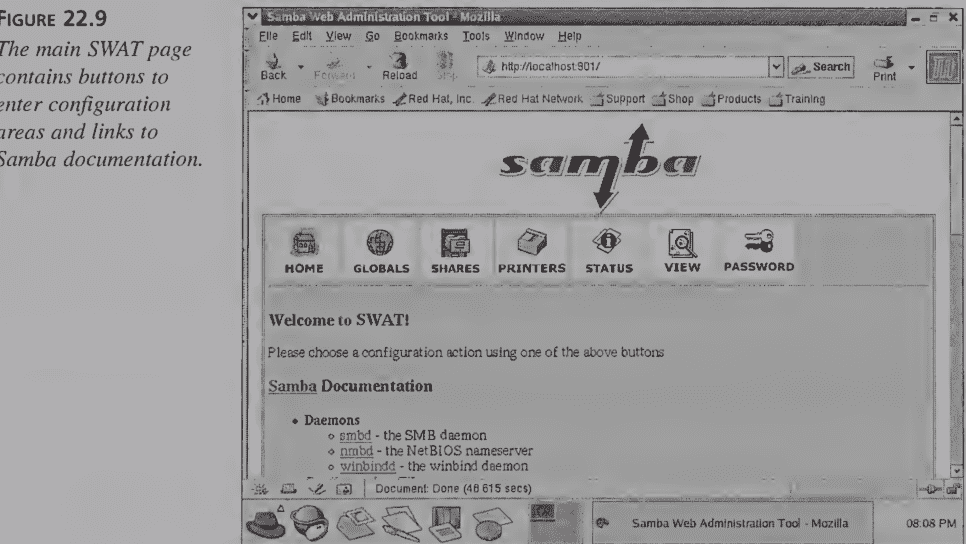 FIGURE 22.9
The main SWAT page
contains buttons to
enter configuration
areas and links to
Samba documentation.
Samba Web Administration Tool - Mozilla
File Edit View Go Bookmarks Tools Window Help
http://localhost:901/
Search
Back Forward Reload Stop Print
Home Bookmarks Red Hat, Inc. Red Hat Network Support Shop Products Training
samba
HOME GLOBALS SHARES PRINTERS STATUS VIEW PASSWORD
Welcome to SWAT!
Please choose a configuration action using one of the above buttons
Samba Documentation
Daemons
smbd - the SMB daemon
nmbd - the NetBIOS nameserver
winbindd - the winbind daemon
Document: Done (46 615 secs)
Samba Web Administration Tool - Mozilla
08:08 PM